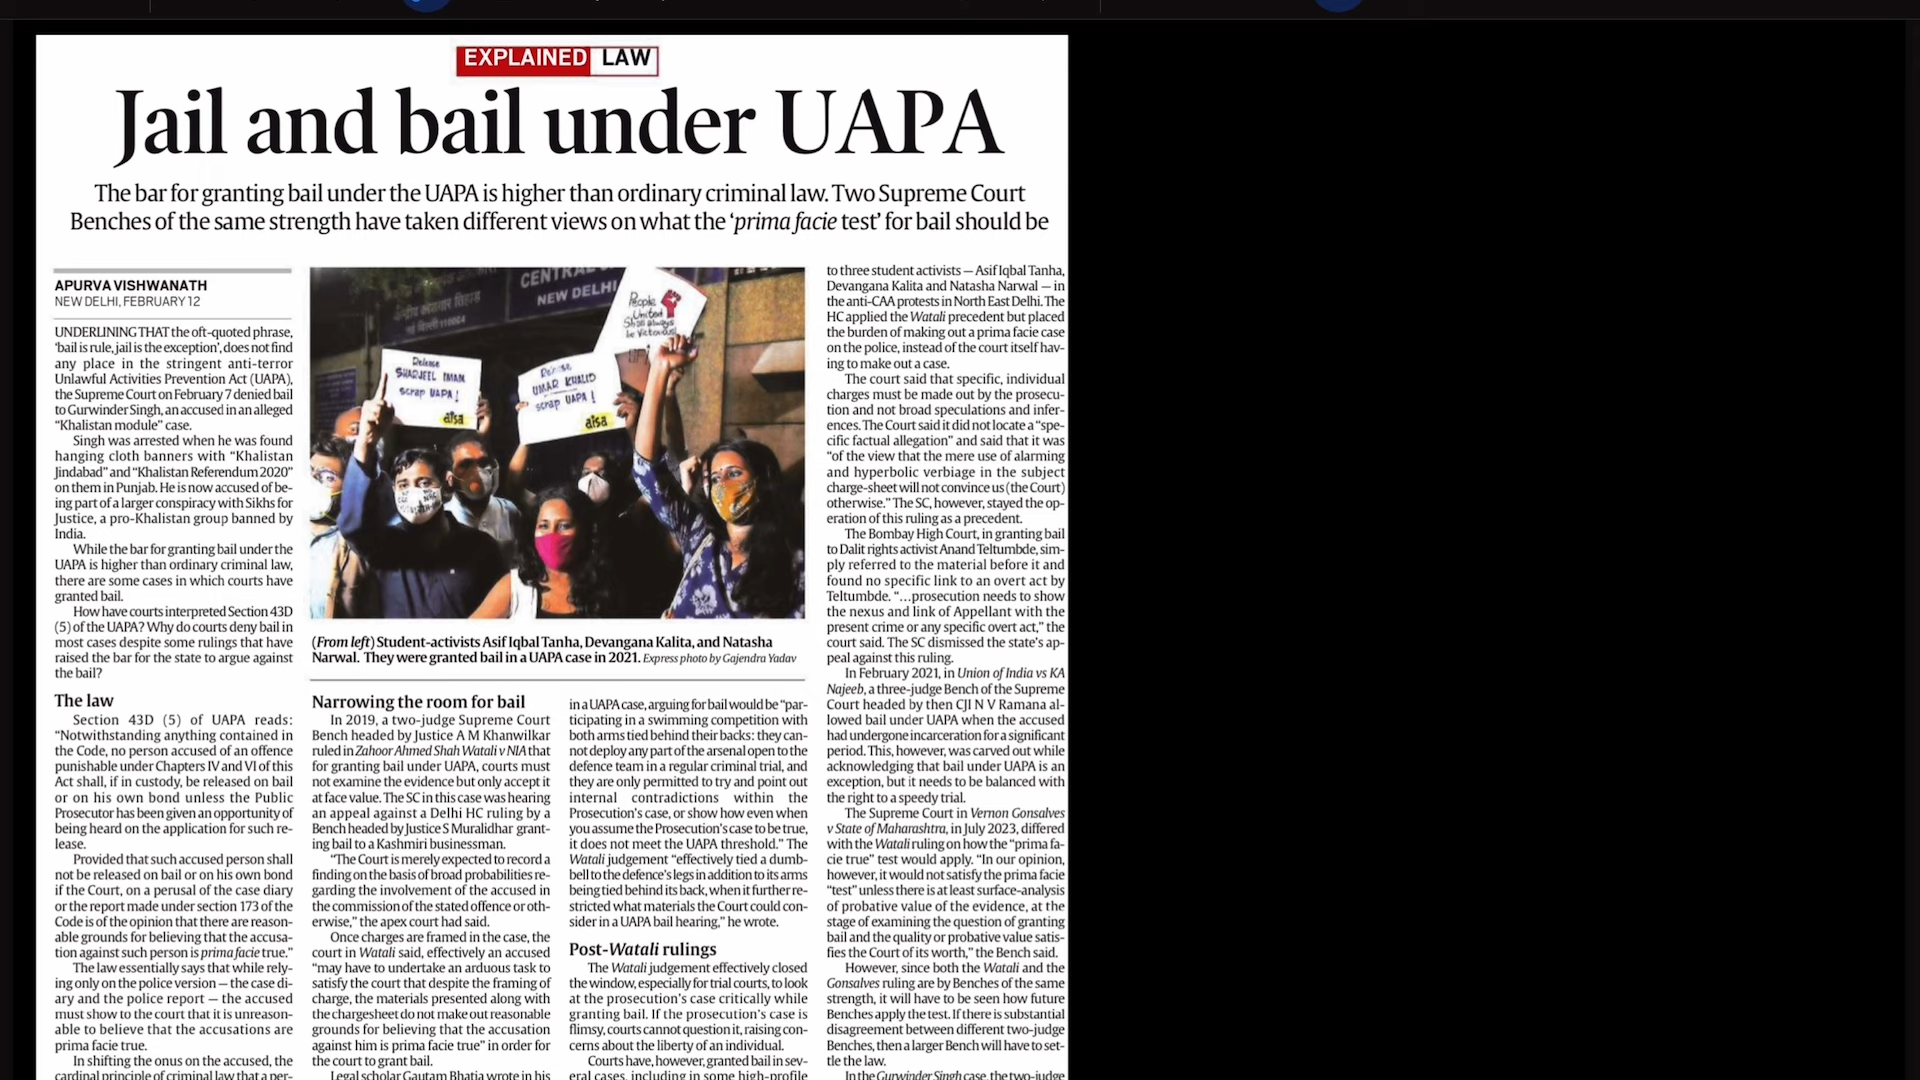 EXPLAINED LAW
Jail and bail under UAPA
The bar for granting bail under the UAPA is higher than ordinary criminal law. Two Supreme Court
Benches of the same strength have taken different views on what the ‘prima facie test’ for bail should be
APURVA VISHWANATH
NEW DELHI, FEBRUARY 12
UNDERLINING THAT the oft-quoted phrase,
‘bail is rule, jail is the exception’, does not find
any place in the stringent anti-terror
Unlawful Activities Prevention Act (UAPA),
the Supreme Court on February 7 denied bail
to Gurwinder Singh, an accused in an alleged
“Khalistan module” case.
Singh was arrested when he was found
hanging cloth banners with “Khalistan
Jindabad” and “Khalistan Referendum 2020”
on them in Punjab. He is now accused of be-
ing part of a larger conspiracy with Sikhs for
Justice, a pro-Khalistan group banned by
India.
While the bar for granting bail under the
UAPA is higher than ordinary criminal law,
there are some cases in which courts have
granted bail.
How have courts interpreted Section 43D
(5) of the UAPA? Why do courts deny bail in
most cases despite some rulings that have
raised the bar for the state to argue against
the bail?
The law
Section 43D (5) of UAPA reads:
“Notwithstanding anything contained in
the Code, no person accused of an offence
punishable under Chapters IV and VI of this
Act shall, if in custody, be released on bail
or on his own bond unless the Public
Prosecutor has been given an opportunity of
being heard on the application for such re-
lease.
Provided that such accused person shall
not be released on bail or on his own bond
if the Court, on a perusal of the case diary
or the report made under section 173 of the
Code is of the opinion that there are reason-
able grounds for believing that the accusa-
tion against such person is prima facie true.”
The law essentially says that while rely-
ing only on the police version — the case di-
ary and the police report — the accused
must show to the court that it is unreason-
able to believe that the accusations are
prima facie true.
In shifting the onus on the accused, the
cardinal principle of criminal law that a per-
CENTRAL
NEW DELHI
People
United
Shall always
be Victorious
Release
SHARJEEL IMAM
scrap UAPA!
aisa
Release
UMAR KHALID
scrap UAPA!
aisa
(From left) Student-activists Asif Iqbal Tanha, Devangana Kalita, and Natasha
Narwal. They were granted bail in a UAPA case in 2021. Express photo by Gajendra Yadav
Narrowing the room for bail
In 2019, a two-judge Supreme Court
Bench headed by Justice A M Khanwilkar
ruled in Zahoor Ahmed Shah Watali v NIA that
for granting bail under UAPA, courts must
not examine the evidence but only accept it
at face value. The SC in this case was hearing
an appeal against a Delhi HC ruling by a
Bench headed by Justice S Muralidhar grant-
ing bail to a Kashmiri businessman.
“The Court is merely expected to record a
finding on the basis of broad probabilities re-
garding the involvement of the accused in
the commission of the stated offence or oth-
erwise,” the apex court had said.
Once charges are framed in the case, the
court in Watali said, effectively an accused
“may have to undertake an arduous task to
satisfy the court that despite the framing of
charge, the materials presented along with
the chargesheet do not make out reasonable
grounds for believing that the accusation
against him is prima facie true” in order for
the court to grant bail.
Legal scholar Gautam Bhatia wrote in his
in a UAPA case, arguing for bail would be “par-
ticipating in a swimming competition with
both arms tied behind their backs: they can-
not deploy any part of the arsenal open to the
defence team in a regular criminal trial, and
they are only permitted to try and point out
internal contradictions within the
Prosecution’s case, or show how even when
you assume the Prosecution’s case to be true,
it does not meet the UAPA threshold.” The
Watali judgement “effectively tied a dumb-
bell to the defence’s legs in addition to its arms
being tied behind its back, when it further re-
stricted what materials the Court could con-
sider in a UAPA bail hearing,” he wrote.
Post-Watali rulings
The Watali judgement effectively closed
the window, especially for trial courts, to look
at the prosecution’s case critically while
granting bail. If the prosecution’s case is
flimsy, courts cannot question it, raising con-
cerns about the liberty of an individual.
Courts have, however, granted bail in sev-
eral cases, including in some high-profile
to three student activists — Asif Iqbal Tanha,
Devangana Kalita and Natasha Narwal — in
the anti-CAA protests in North East Delhi. The
HC applied the Watali precedent but placed
the burden of making out a prima facie case
on the police, instead of the court itself hav-
ing to make out a case.
The court said that specific, individual
charges must be made out by the prosecu-
tion and not broad speculations and infer-
ences. The Court said it did not locate a “spe-
cific factual allegation” and said that it was
“of the view that the mere use of alarming
and hyperbolic verbiage in the subject
charge-sheet will not convince us (the Court)
otherwise.” The SC, however, stayed the op-
eration of this ruling as a precedent.
The Bombay High Court, in granting bail
to Dalit rights activist Anand Teltumbde, sim-
ply referred to the material before it and
found no specific link to an overt act by
Teltumbde. “…prosecution needs to show
the nexus and link of Appellant with the
present crime or any specific overt act,” the
court said. The SC dismissed the state’s ap-
peal against this ruling.
In February 2021, in Union of India vs KA
Najeeb, a three-judge Bench of the Supreme
Court headed by then CJI N V Ramana al-
lowed bail under UAPA when the accused
had undergone incarceration for a significant
period. This, however, was carved out while
acknowledging that bail under UAPA is an
exception, but it needs to be balanced with
the right to a speedy trial.
The Supreme Court in Vernon Gonsalves
v State of Maharashtra, in July 2023, differed
with the Watali ruling on how the “prima fa-
cie true” test would apply. “In our opinion,
however, it would not satisfy the prima facie
“test” unless there is at least surface-analysis
of probative value of the evidence, at the
stage of examining the question of granting
bail and the quality or probative value satis-
fies the Court of its worth,” the Bench said.
However, since both the Watali and the
Gonsalves ruling are by Benches of the same
strength, it will have to be seen how future
Benches apply the test. If there is substantial
disagreement between different two-judge
Benches, then a larger Bench will have to set-
tle the law.
In the Gurwinder Singh case, the two-judge